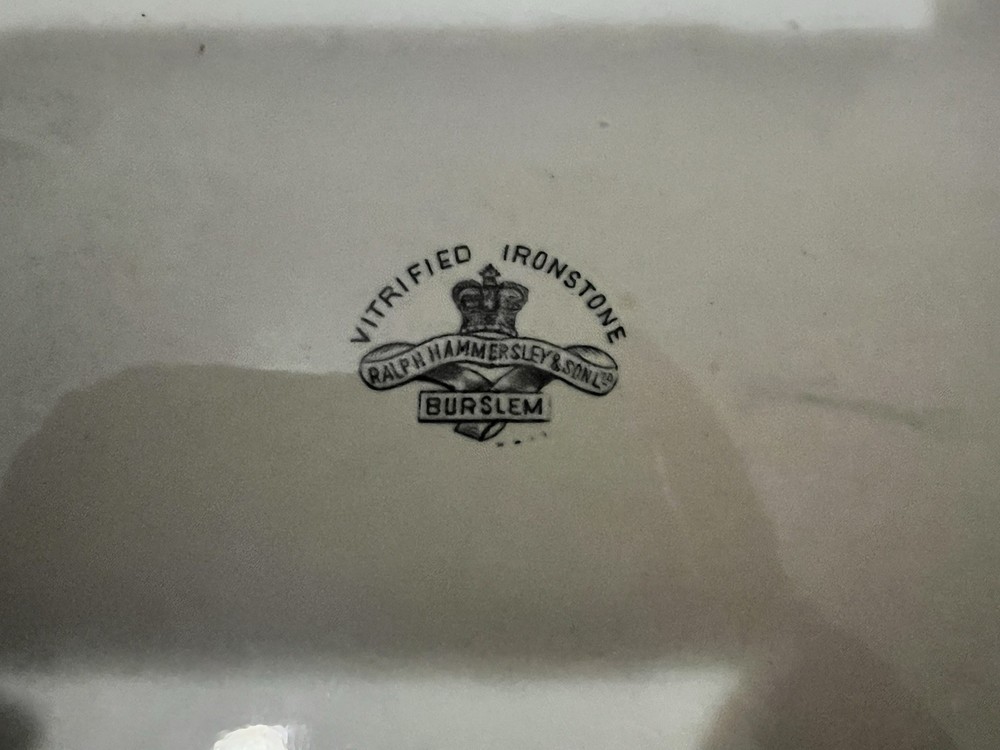 VITRIFIED IRONSTONE
RALPH HAMMERSLEY & SON LTD
BURSLEM